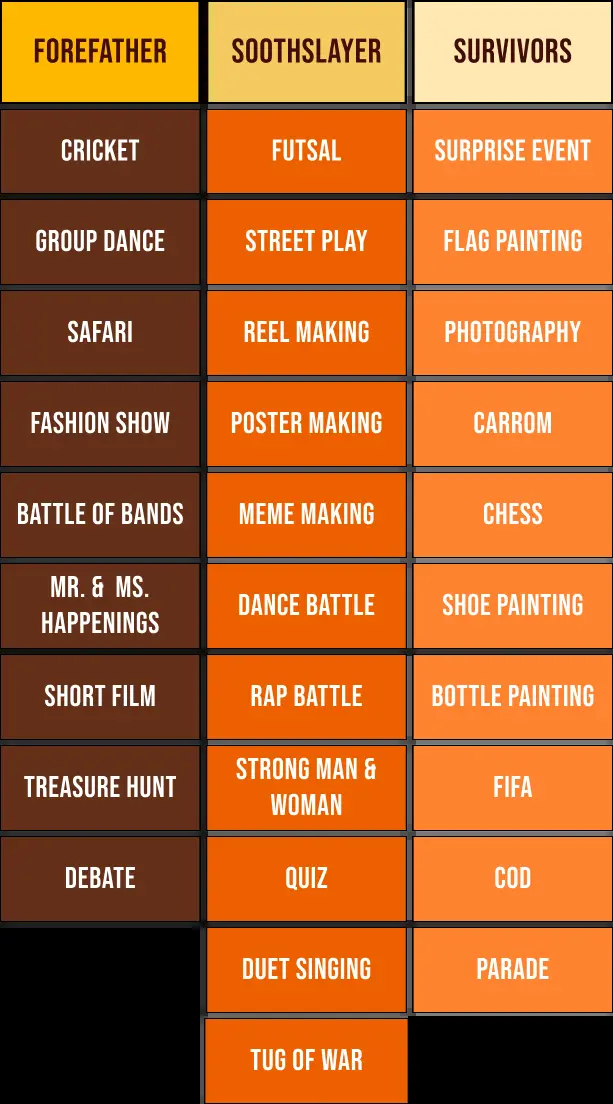 FOREFATHER SOOTHSLAYER SURVIVORS
CRICKET FUTSAL SURPRISE EVENT
GROUP DANCE STREET PLAY FLAG PAINTING
SAFARI REEL MAKING PHOTOGRAPHY
FASHION SHOW POSTER MAKING CARROM
BATTLE OF BANDS MEME MAKING CHESS
MR. & MS.
HAPPENINGS DANCE BATTLE SHOE PAINTING
SHORT FILM RAP BATTLE BOTTLE PAINTING
TREASURE HUNT STRONG MAN &
WOMAN FIFA
DEBATE QUIZ COD
DUET SINGING PARADE
TUG OF WAR